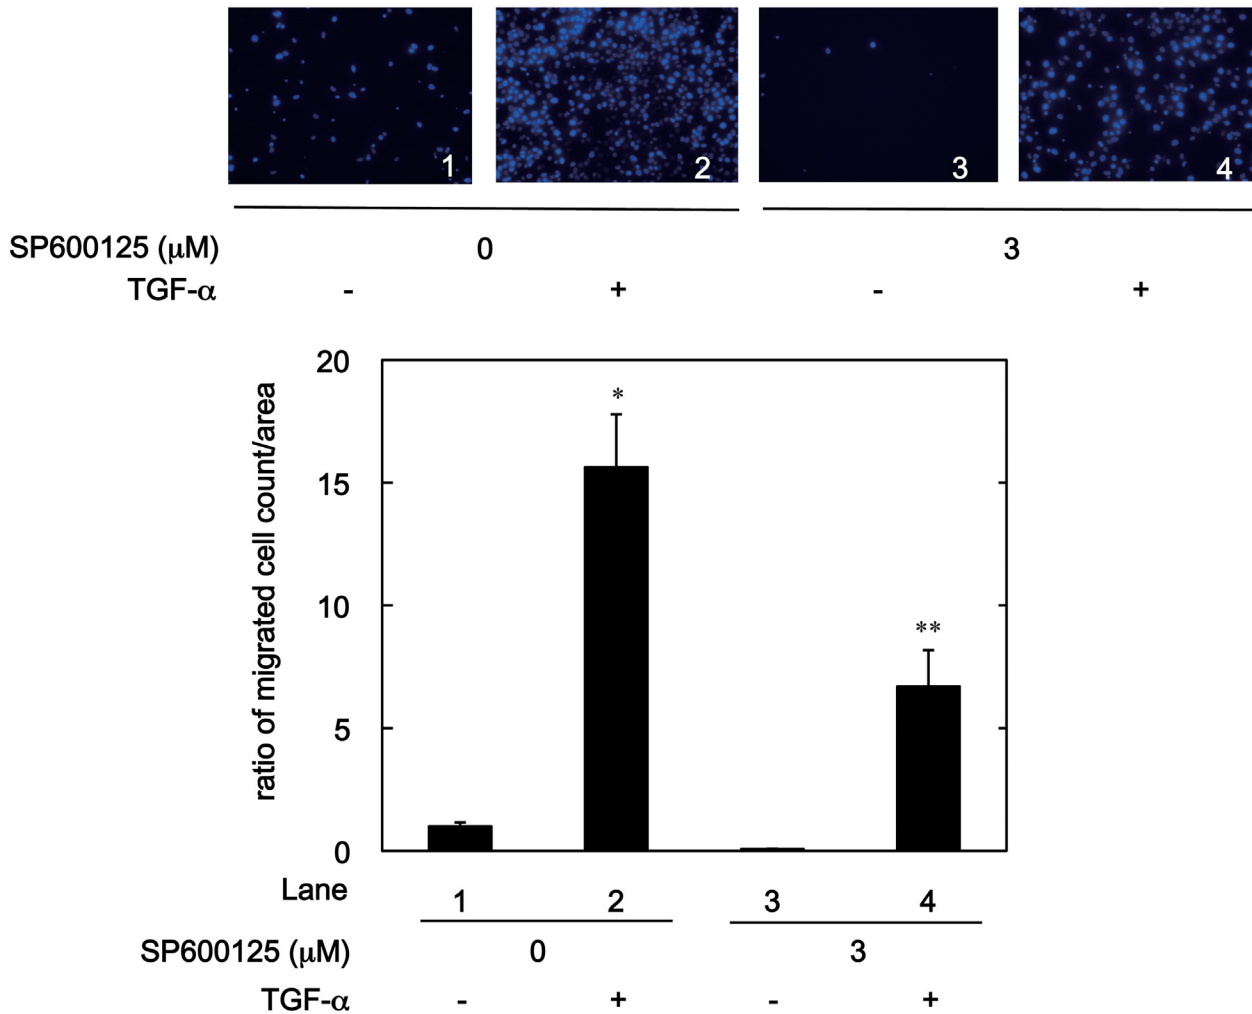 1 2 3 4
SP600125 (μM) 0 3
TGF-α - + - +
20
15
10
5
0
ratio of migrated cell count/area
*
**
Lane 1 2 3 4
SP600125 (μM) 0 3
TGF-α - + - +